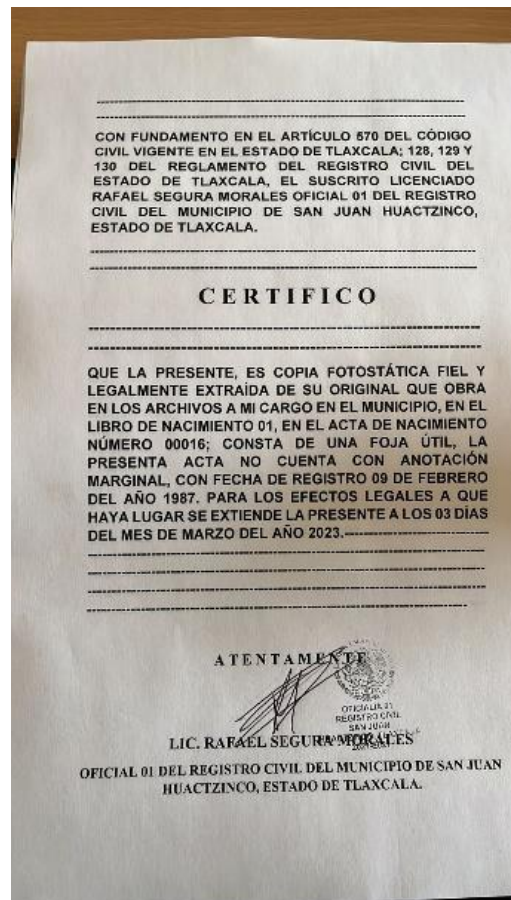 CON FUNDAMENTO EN EL ARTÍCULO 570 DEL CÓDIGO
CIVIL VIGENTE EN EL ESTADO DE TLAXCALA; 128, 129 Y
130 DEL REGLAMENTO DEL REGISTRO CIVIL DEL
ESTADO DE TLAXCALA, EL SUSCRITO LICENCIADO
RAFAEL SEGURA MORALES OFICIAL 01 DEL REGISTRO
CIVIL DEL MUNICIPIO DE SAN JUAN HUACTZINCO,
ESTADO DE TLAXCALA.
CERTIFICO
QUE LA PRESENTE, ES COPIA FOTOSTÁTICA FIEL Y
LEGALMENTE EXTRAÍDA DE SU ORIGINAL QUE OBRA
EN LOS ARCHIVOS A MI CARGO EN EL MUNICIPIO, EN EL
LIBRO DE NACIMIENTO 01, EN EL ACTA DE NACIMIENTO
NÚMERO 00016; CONSTA DE UNA FOJA ÚTIL, LA
PRESENTA ACTA NO CUENTA CON ANOTACIÓN
MARGINAL, CON FECHA DE REGISTRO 09 DE FEBRERO
DEL AÑO 1987. PARA LOS EFECTOS LEGALES A QUE
HAYA LUGAR SE EXTIENDE LA PRESENTE A LOS 03 DÍAS
DEL MES DE MARZO DEL AÑO 2023.
ATENTAMENTE
OFICIALIA 01
REGISTRO CIVIL
SAN JUAN
LIC. RAFAEL SEGURA MORALES
OFICIAL 01 DEL REGISTRO CIVIL DEL MUNICIPIO DE SAN JUAN
HUACTZINCO, ESTADO DE TLAXCALA.